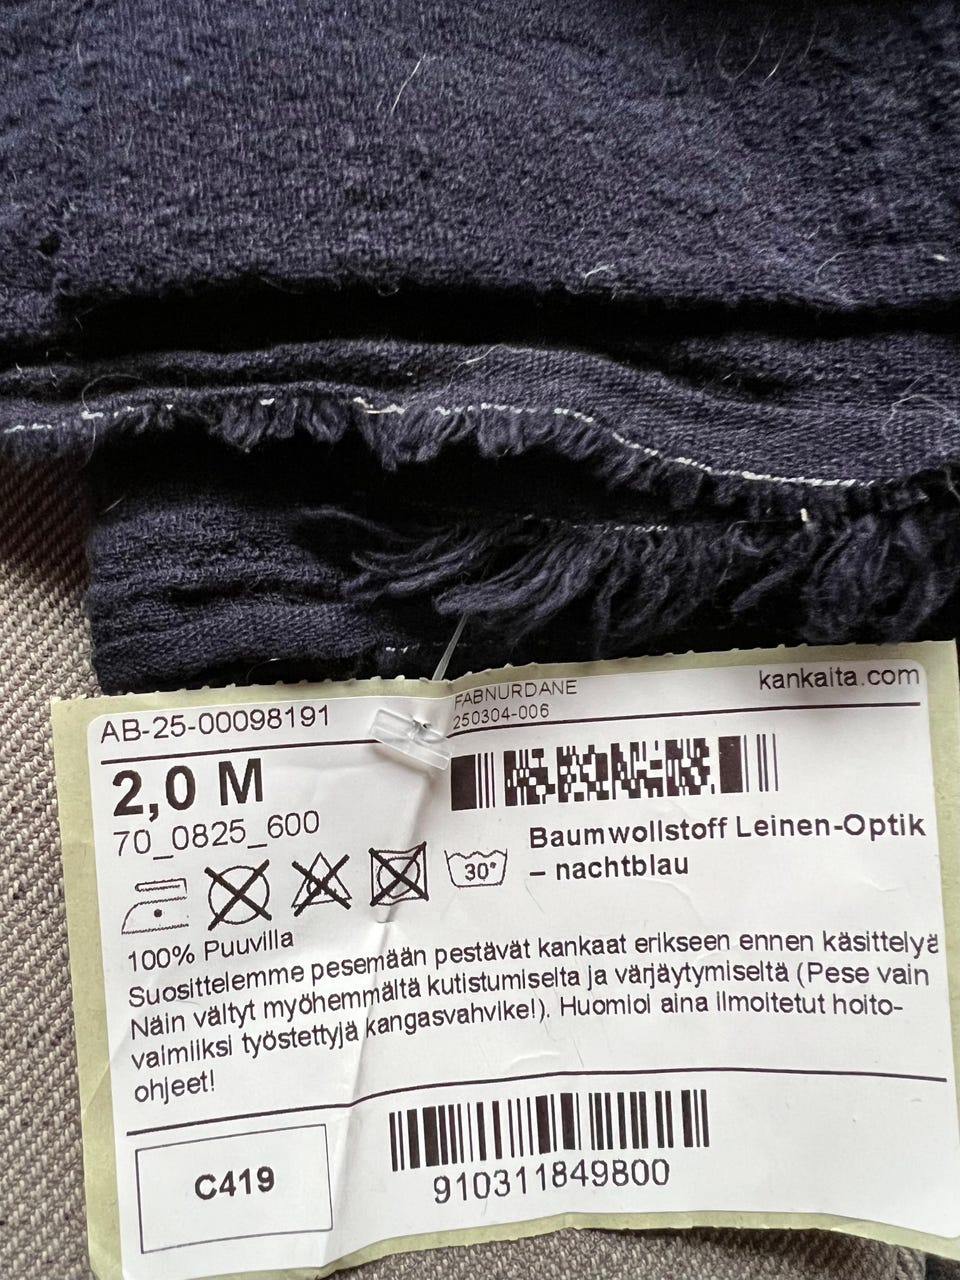 AB-25-00098191
FABNURDANE
250304-006
kankaita.com
2,0 M
70_0825_600
30°
Baumwollstoff Leinen-Optik
– nachtblau
100% Puuvilla
Suosittelemme pesemään pestävät kankaat erikseen ennen käsittelyä
Näin vältyt myöhemmältä kutistumiselta ja värjäytymiseltä (Pese vain
valmiiksi työstettyjä kangasvahvike!). Huomioi aina ilmoitetut hoito-
ohjeet!
C419
910311849800